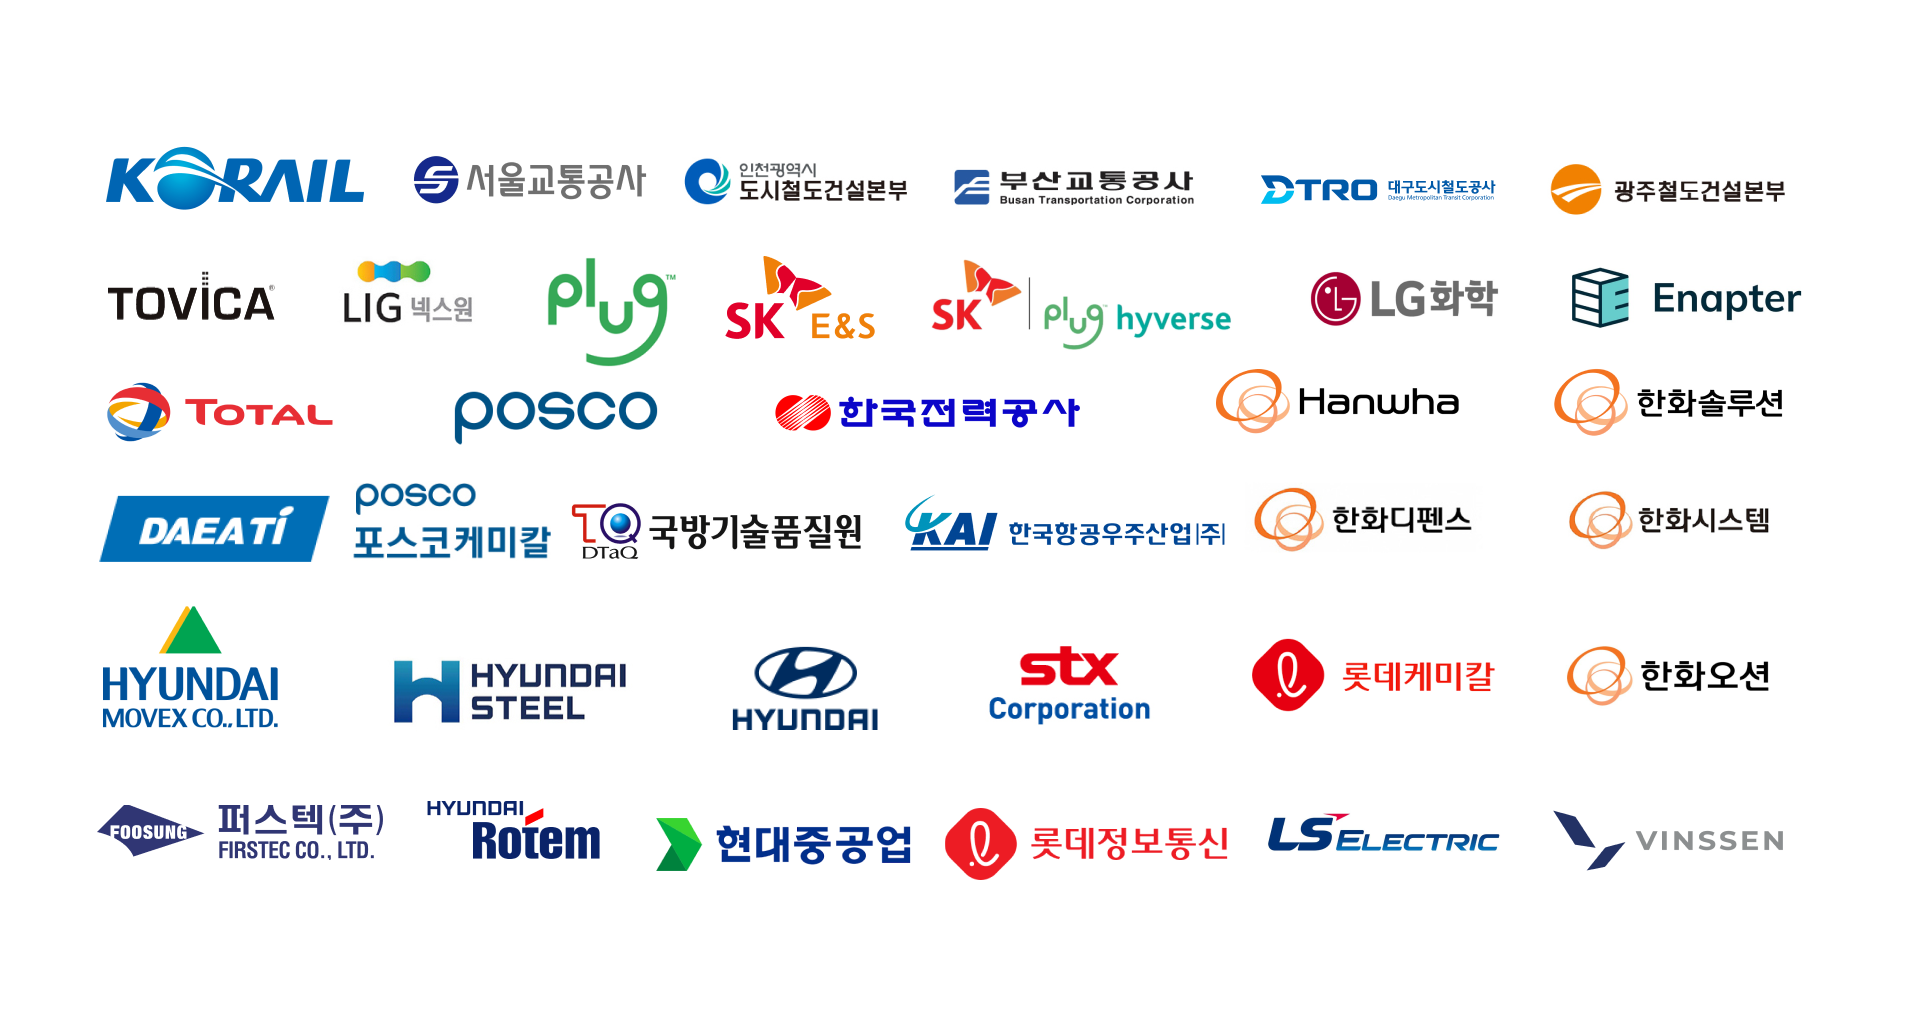 KORAIL
서울교통공사
인천광역시
도시철도건설본부
부산교통공사
Busan Transportation Corporation
DTRO 대구도시철도공사
Daegu Metropolitan Transit Corporation
광주철도건설본부
TOVICA®
LIG 넥스원
plug™
SK
E&S
SK
plug™ hyverse
LG화학
Enapter
TOTAL
posco
한국전력공사
Hanwha
한화솔루션
DAEATi
posco
포스코케미칼
DTaQ
국방기술품질원
KAI 한국항공우주산업(주)
한화디펜스
한화시스템
HYUNDAI
MOVEX CO., LTD.
HYUNDAI
STEEL
HYUNDAI
stx
Corporation
롯데케미칼
한화오션
FOOSUNG
퍼스텍(주)
FIRSTEC CO., LTD.
HYUNDAI
Rotem
현대중공업
롯데정보통신
LS ELECTRIC
VINSSEN